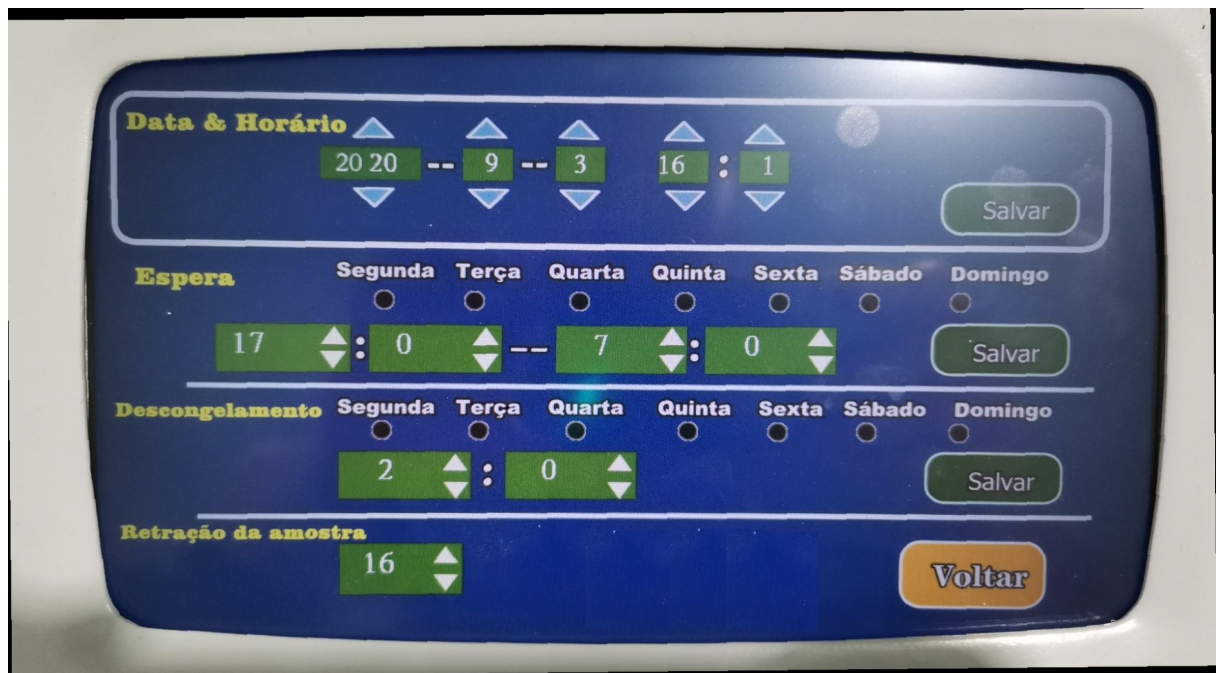 Data & Horário
20 20 -- 9 -- 3 16 : 1
Salvar
Espera Segunda Terça Quarta Quinta Sexta Sábado Domingo
17 : 0 -- 7 : 0 Salvar
Descongelamento Segunda Terça Quarta Quinta Sexta Sábado Domingo
2 : 0 Salvar
Retração da amostra
16
Voltar